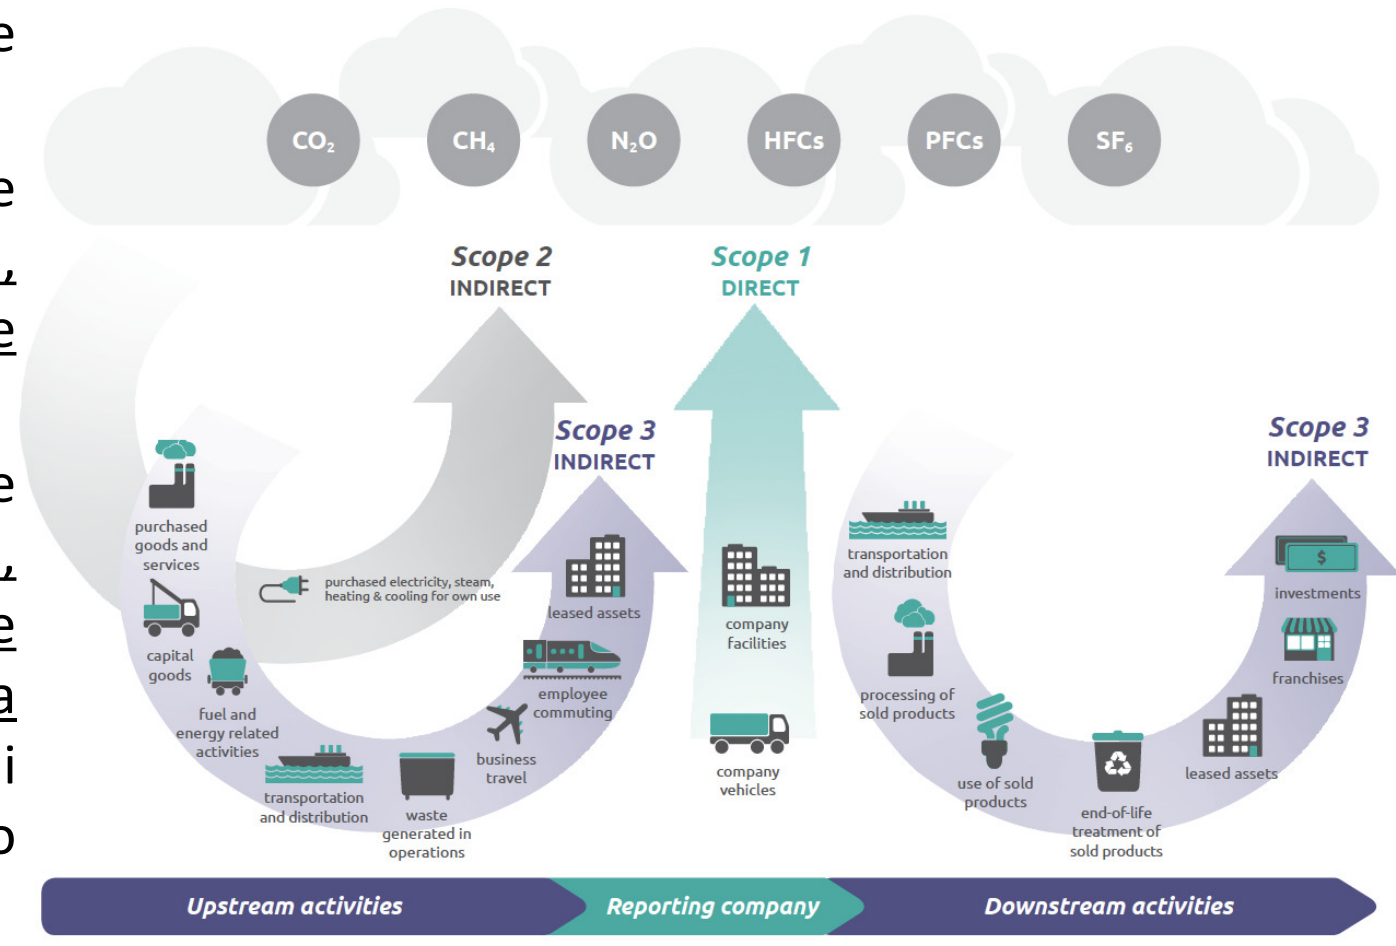 CO₂
CH₄
N₂O
HFCs
PFCs
SF₆
Scope 2
INDIRECT
Scope 1
DIRECT
Scope 3
INDIRECT
Scope 3
INDIRECT
purchased
goods and
services
capital
goods
fuel and
energy related
activities
transportation
and distribution
waste
generated in
operations
business
travel
employee
commuting
leased assets
purchased electricity, steam,
heating & cooling for own use
company
facilities
company
vehicles
transportation
and distribution
processing of
sold products
use of sold
products
end-of-life
treatment of
sold products
leased assets
franchises
investments
$
Upstream activities
Reporting company
Downstream activities